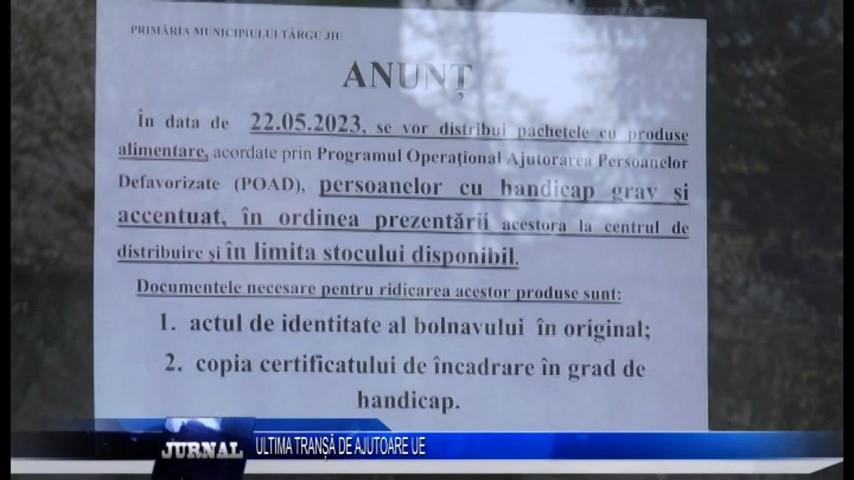 PRIMĂRIA MUNICIPIULUI TÂRGU JIU
ANUNȚ
În data de 22.05.2023, se vor distribui pachetele cu produse
alimentare, acordate prin Programul Operațional Ajutorarea Persoanelor
Defavorizate (POAD), persoanelor cu handicap grav și
accentuat, în ordinea prezentării acestora la centrul de
distribuire și în limita stocului disponibil.
Documentele necesare pentru ridicarea acestor produse sunt:
1. actul de identitate al bolnavului în original;
2. copia certificatului de încadrare în grad de
handicap.
JURNAL ULTIMA TRANȘĂ DE AJUTOARE UE